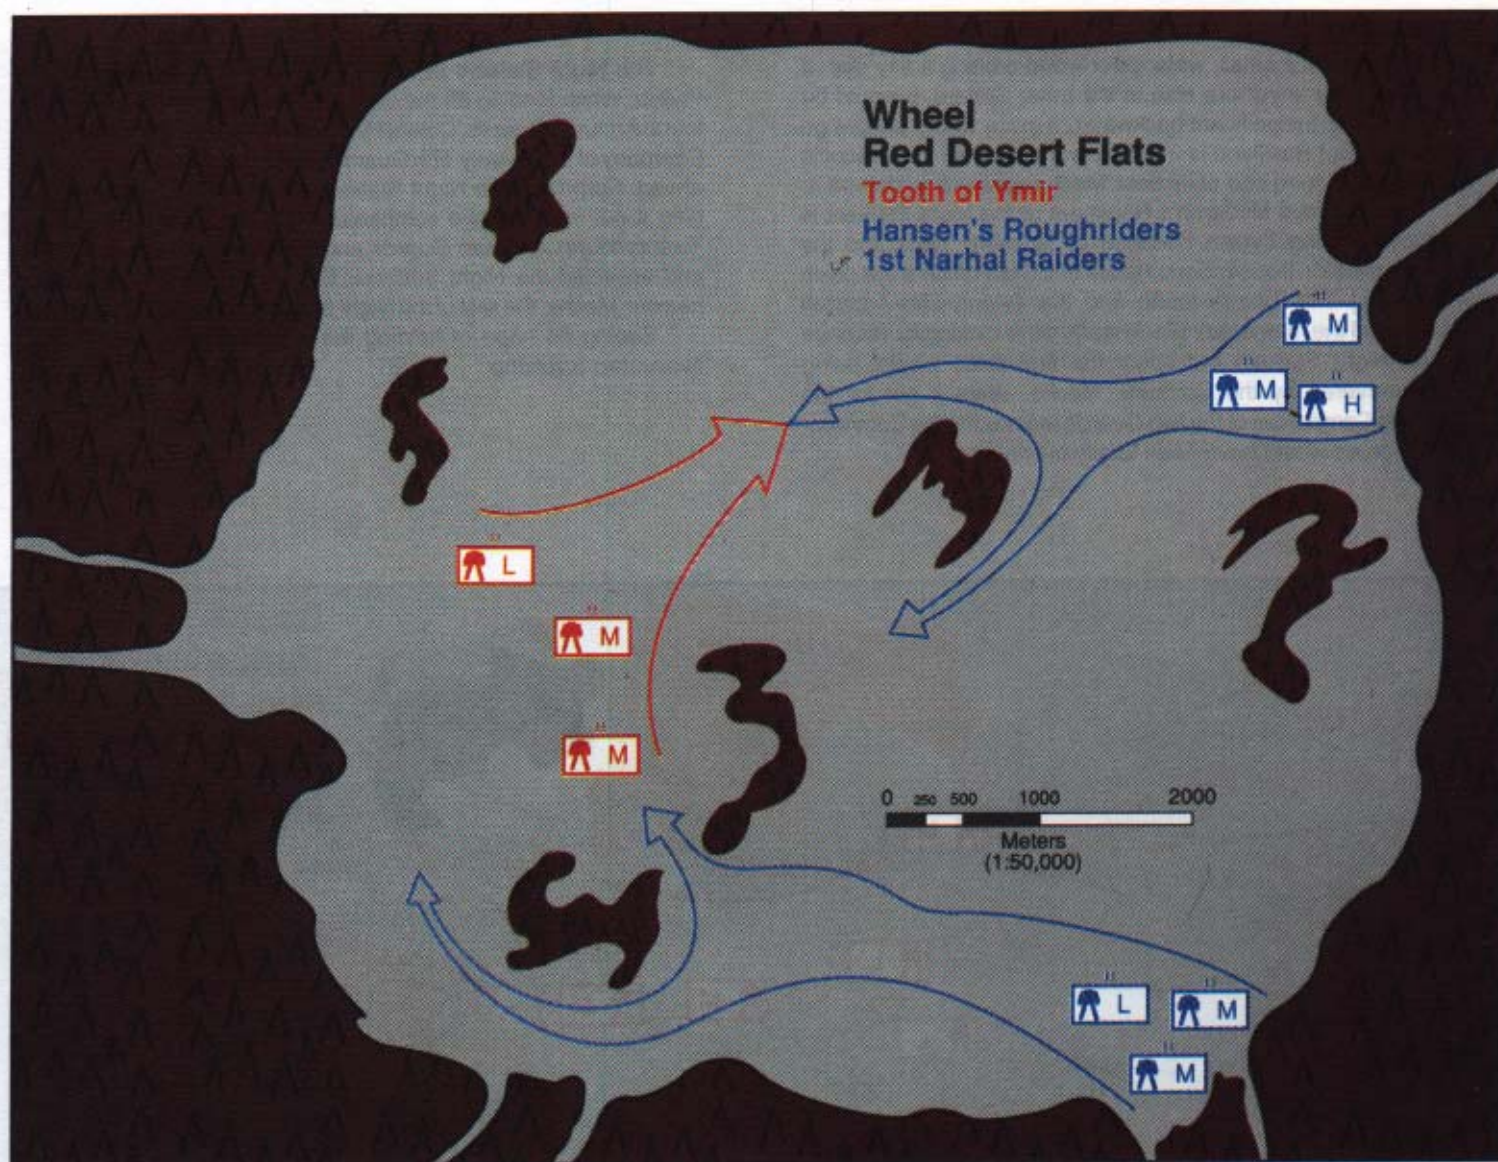 Wheel
Red Desert Flats
Tooth of Ymir
Hansen's Roughriders
1st Narhal Raiders
M
M
H
L
M
M
0 250 500 1000 2000
Meters
(1:50,000)
L
M
M